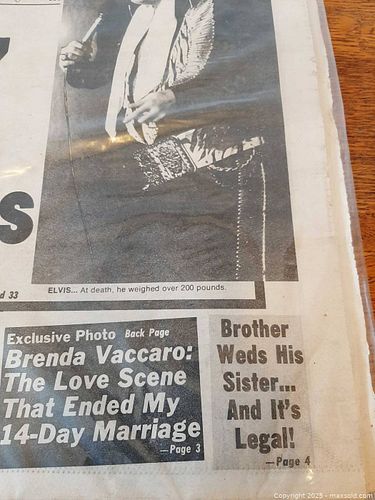 s
d 33
ELVIS... At death, he weighed over 200 pounds.
Exclusive Photo Back Page
Brenda Vaccaro:
The Love Scene
That Ended My
14-Day Marriage
—Page 3
Brother
Weds His
Sister...
And It's
Legal!
—Page 4
Copyright 2025 - maxsold.com